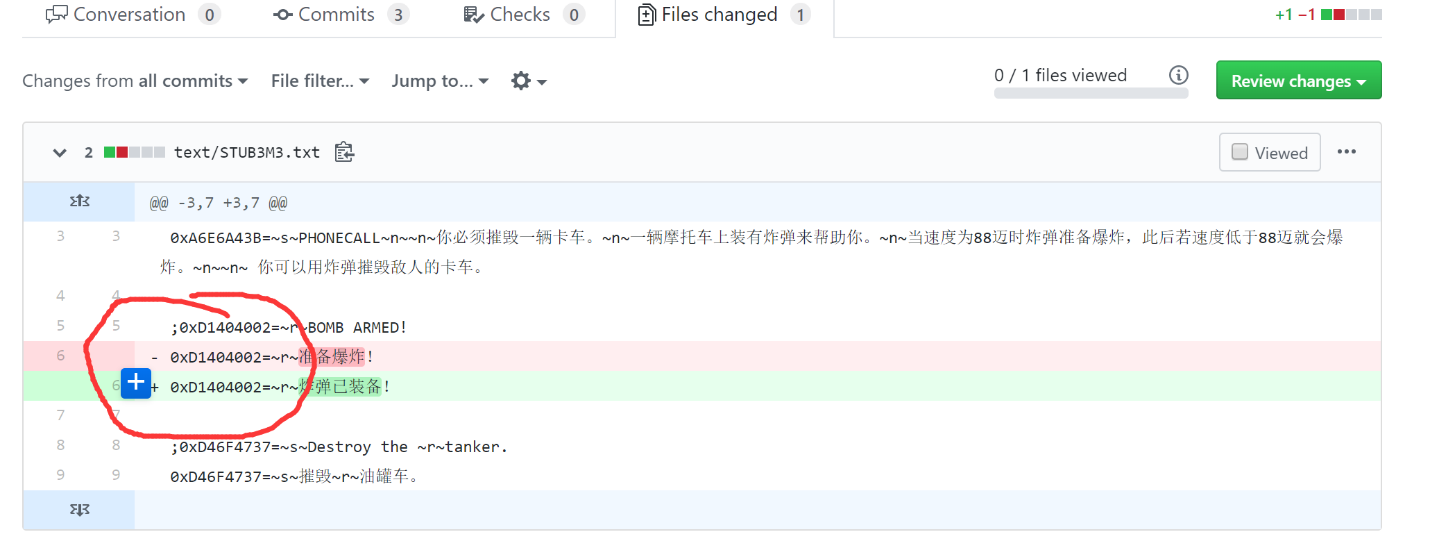 Conversation 0 Commits 3 Checks 0 Files changed 1 +1 −1
Changes from all commits File filter... Jump to... 0 / 1 files viewed Review changes
2 text/STUB3M3.txt Viewed
@@ -3,7 +3,7 @@
3 3 0xA6E6A43B=~s~PHONECALL~n~~n~你必须摧毁一辆卡车。~n~一辆摩托车上装有炸弹来帮助你。~n~当速度为88迈时炸弹准备爆炸，此后若速度低于88迈就会爆
炸。~n~~n~ 你可以用炸弹摧毁敌人的卡车。
4 4
5 5 ;0xD1404002=~r~BOMB ARMED!
6 - 0xD1404002=~r~准备爆炸!
6 + 0xD1404002=~r~炸弹已装备!
7 7
8 8 ;0xD46F4737=~s~Destroy the ~r~tanker.
9 9 0xD46F4737=~s~摧毁~r~油罐车。